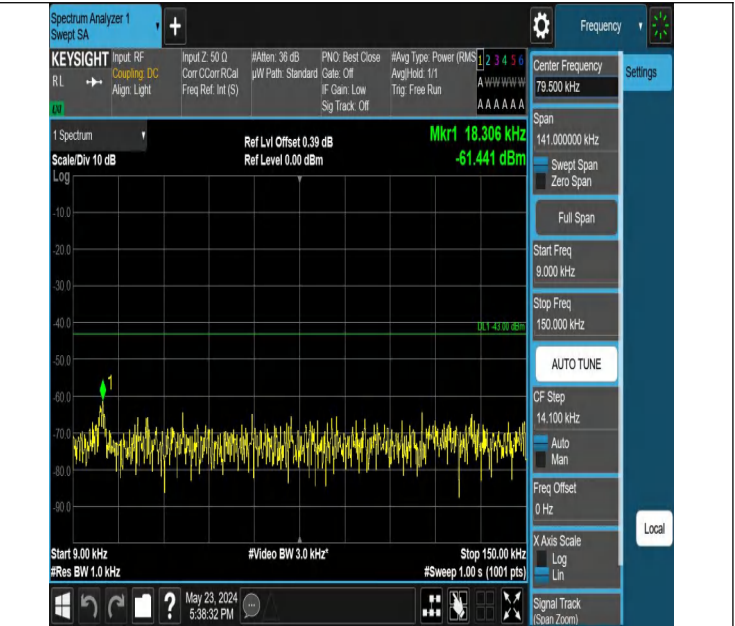 Spectrum Analyzer 1
Swept SA
+
Frequency
KEYSIGHT
RL
Input: RF
Coupling: DC
Align: Light
Input Z: 50 Ω
Corr CCorr RCal
Freq Ref: Int (S)
#Atten: 36 dB
µW Path: Standard
PNO: Best Close
Gate: Off
IF Gain: Low
Sig Track: Off
#Avg Type: Power (RMS
Avg|Hold: 1/1
Trig: Free Run
1 2 3 4 5 6
A W W W W W
A A A A A A
1 Spectrum
Scale/Div 10 dB
Log
Ref Lvl Offset 0.39 dB
Ref Level 0.00 dBm
Mkr1 18.306 kHz
-61.441 dBm
-10.0
-20.0
-30.0
-40.0
DL1 -43.00 dBm
-50.0
1
-60.0
-70.0
-80.0
-90.0
Start 9.00 kHz
#Video BW 3.0 kHz*
Stop 150.00 kHz
#Res BW 1.0 kHz
#Sweep 1.00 s (1001 pts)
Center Frequency
79.500 kHz
Settings
Span
141.000000 kHz
Swept Span
Zero Span
Full Span
Start Freq
9.000 kHz
Stop Freq
150.000 kHz
AUTO TUNE
CF Step
14.100 kHz
Auto
Man
Freq Offset
0 Hz
Local
X Axis Scale
Log
Lin
Signal Track
(Span Zoom)
?
May 23, 2024
5:38:32 PM